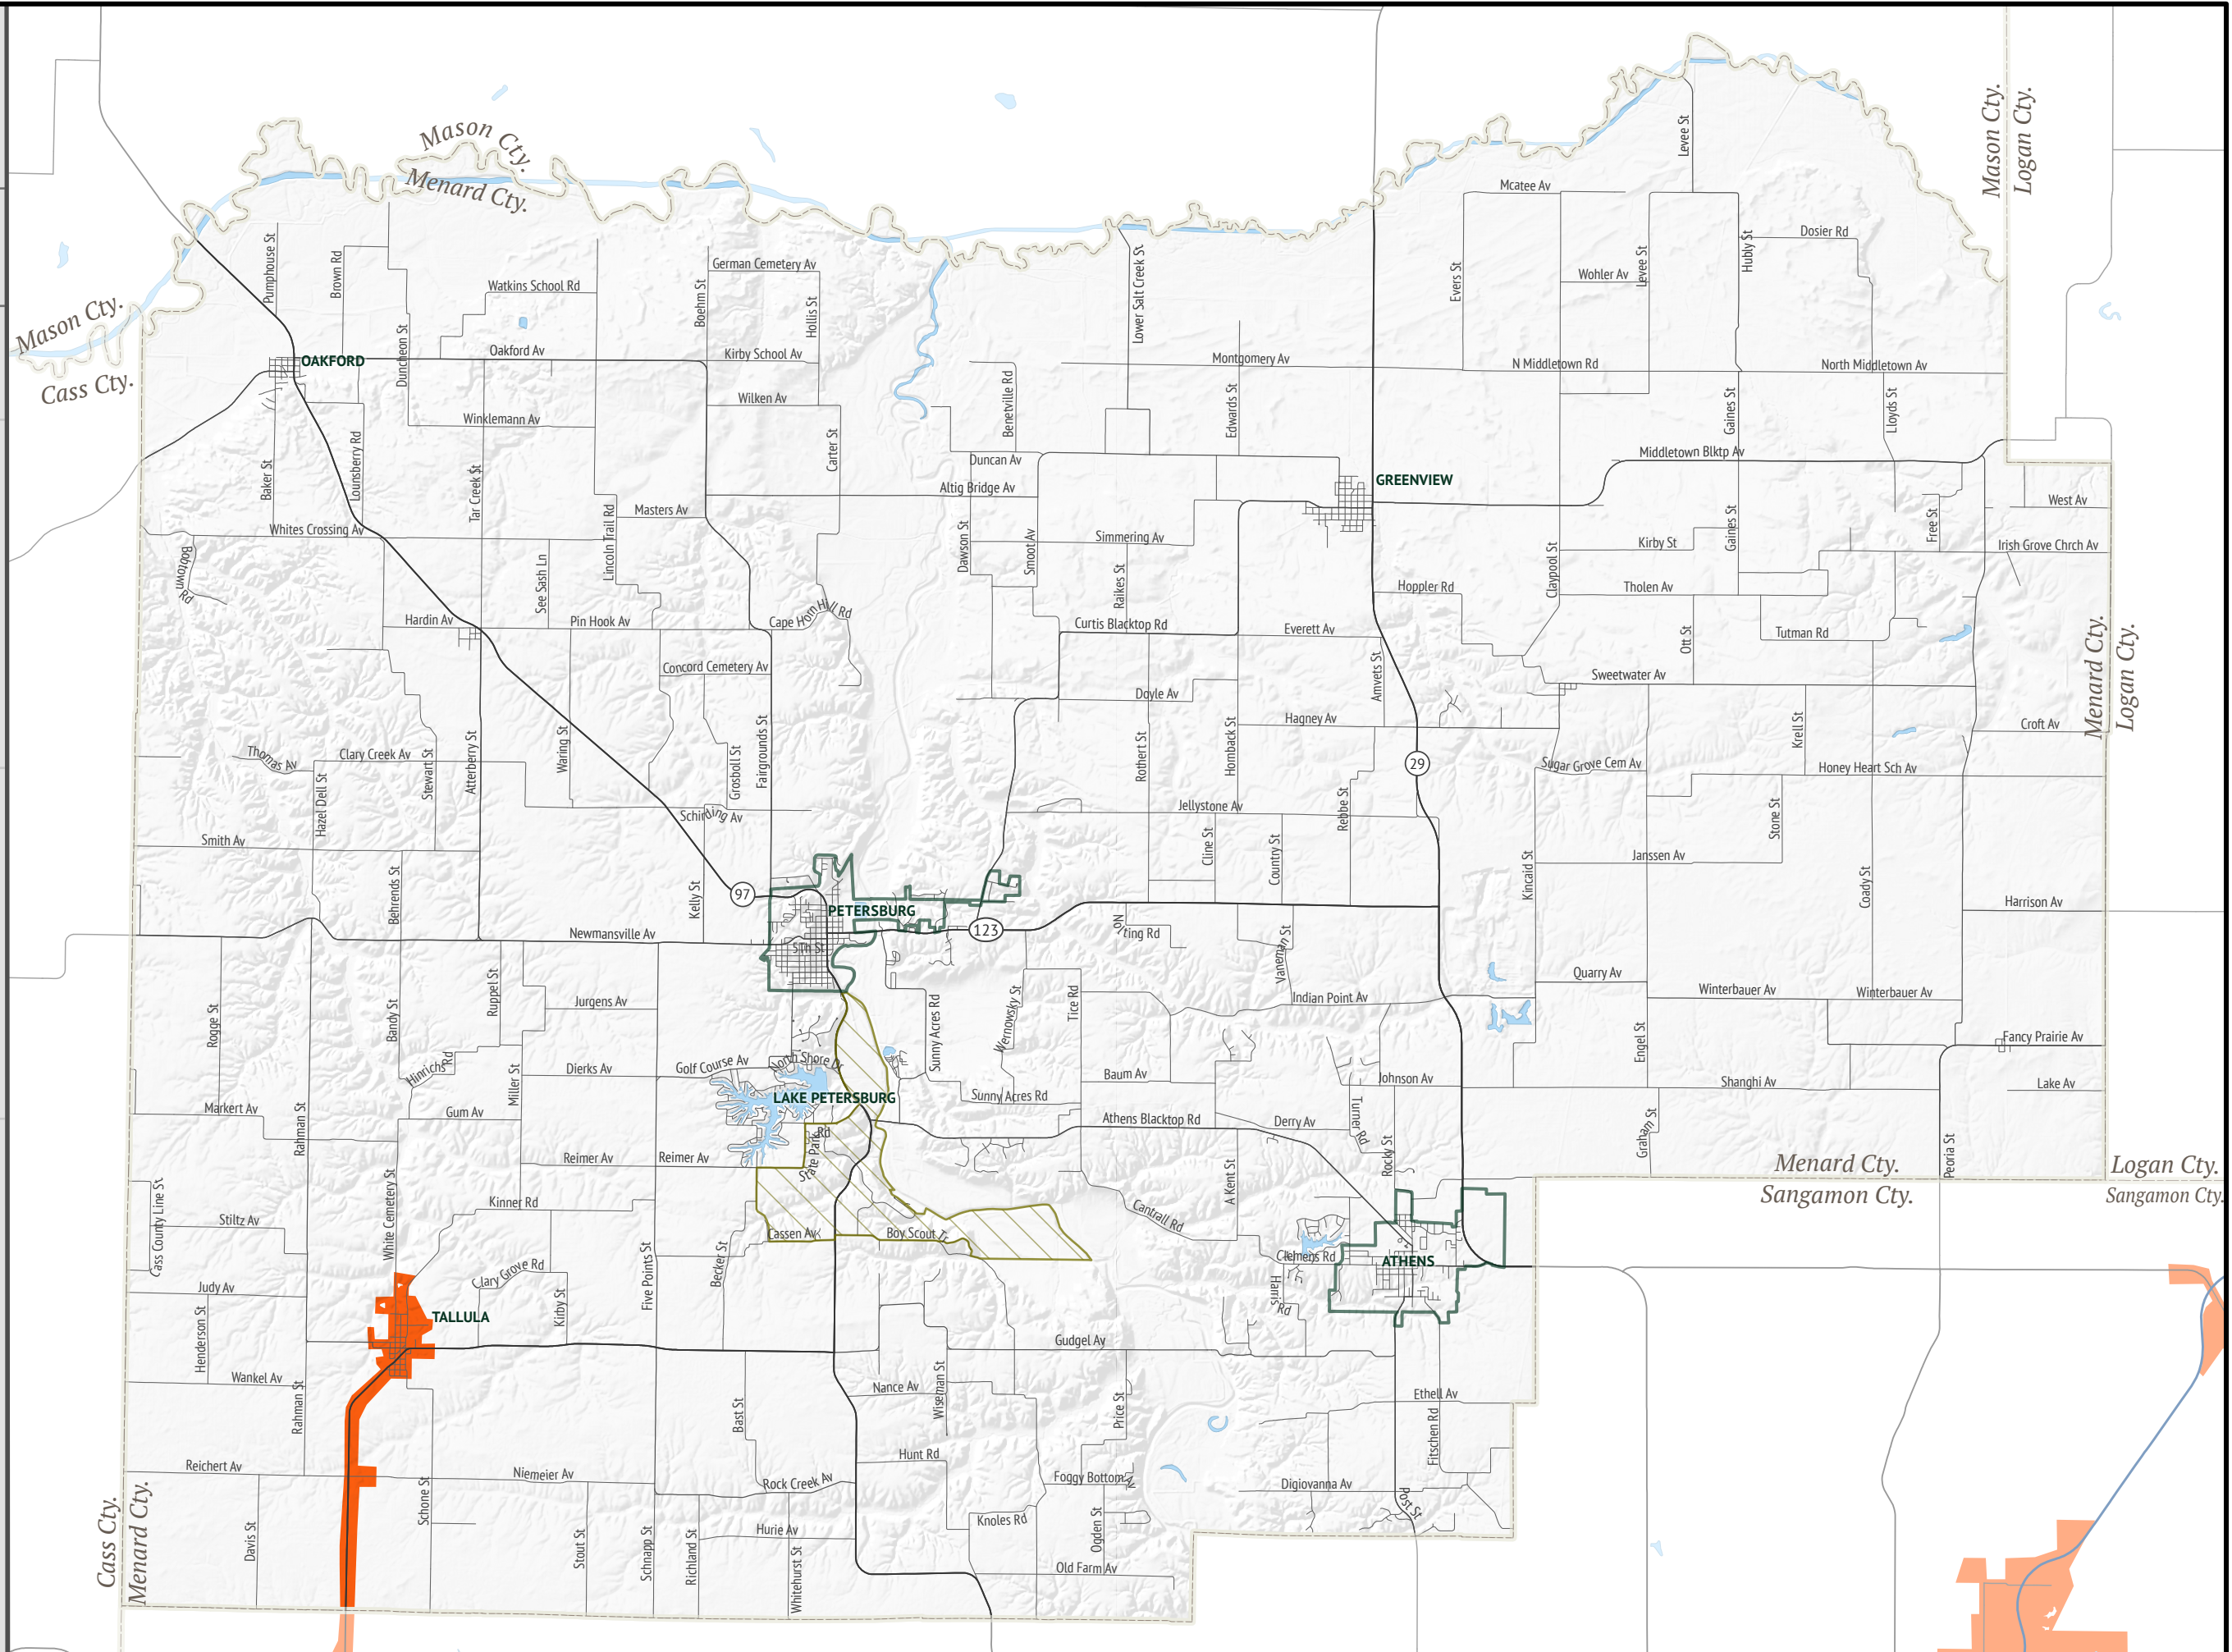 Mason Cty.
Menard Cty.
Mason Cty.
Logan Cty.
Levee St
Mcatee Av
Pumphouse St
Brown Rd
German Cemetery Av
Lower Salt Creek St
Evers St
Wohler Av
Levee St
Hubly St
Dosier Rd
Watkins School Rd
Boehm St
Hollis St
Mason Cty.
Cass Cty.
OAKFORD
Duncheon St
Oakford Av
Kirby School Av
Montgomery Av
N Middletown Rd
North Middletown Av
Wilken Av
Benetville Rd
Edwards St
Gaines St
Lloyds St
Winklemann Av
Baker St
Lounsberry Rd
Tar Creek St
Carter St
Duncan Av
Altig Bridge Av
GREENVIEW
Middletown Blktp Av
West Av
Whites Crossing Av
Masters Av
Lincoln Trail Rd
Dawson St
Smoot Av
Simmering Av
Kirby St
Gaines St
Free St
Irish Grove Chrch Av
Bobtown Rd
See Sash Ln
Raikes St
Hoppler Rd
Claypool St
Tholen Av
Hardin Av
Pin Hook Av
Cape Horn Hill Rd
Curtis Blacktop Rd
Everett Av
Ott St
Tutman Rd
Concord Cemetery Av
Amvets St
Sweetwater Av
Menard Cty.
Logan Cty.
Doyle Av
Hagney Av
Krell St
Croft Av
Thomas Av
Clary Creek Av
Stewart St
Atterberry St
Waring St
Grosboll St
Fairgrounds St
Rothert St
Homback St
29
Sugar Grove Cem Av
Honey Heart Sch Av
Hazel Dell St
Schirding Av
Jellystone Av
Rebbe St
Stone St
Smith Av
Cline St
Country St
Kincaid St
Janssen Av
Behrends St
Kelly St
97
PETERSBURG
123
Coady St
Harrison Av
Newmansville Av
S 7th St
Notting Rd
Vaneman St
Quarry Av
Rogge St
Bandy St
Ruppel St
Jurgens Av
Sunny Acres Rd
Wernowsky St
Tice Rd
Indian Point Av
Winterbauer Av
Winterbauer Av
Engel St
Fancy Prairie Av
Hinrichs Rd
Miller St
Dierks Av
Golf Course Av
North Shore Dr
LAKE PETERSBURG
Baum Av
Johnson Av
Shanghi Av
Lake Av
Markert Av
Rahman St
Gum Av
Sunny Acres Rd
Athens Blacktop Rd
Derry Av
Turner Rd
Graham St
Peoria St
Reimer Av
Reimer Av
State Park Rd
Rocky St
Menard Cty.
Sangamon Cty.
Logan Cty.
Sangamon Cty.
Cass County Line St
White Cemetery St
Kinner Rd
A Kent St
Cantrall Rd
Stiltz Av
Cassen Av
Boy Scout Tr
Clemens Rd
ATHENS
Judy Av
Clary Grove Rd
Five Points St
Becker St
Harris Rd
Henderson St
TALLULA
Kirby St
Gudgel Av
Wankel Av
Rahman St
Nance Av
Wiseman St
Bast St
Price St
Ethell Av
Fitschen Rd
Reichert Av
Niemeier Av
Hunt Rd
Rock Creek Av
Foggy Bottom Av
Digiovanna Av
Post St
Cass Cty.
Menard Cty.
Davis St
Schone St
Stout St
Schnapp St
Richland St
Hurie Av
Whitehurst St
Knoles Rd
Ogden St
Old Farm Av